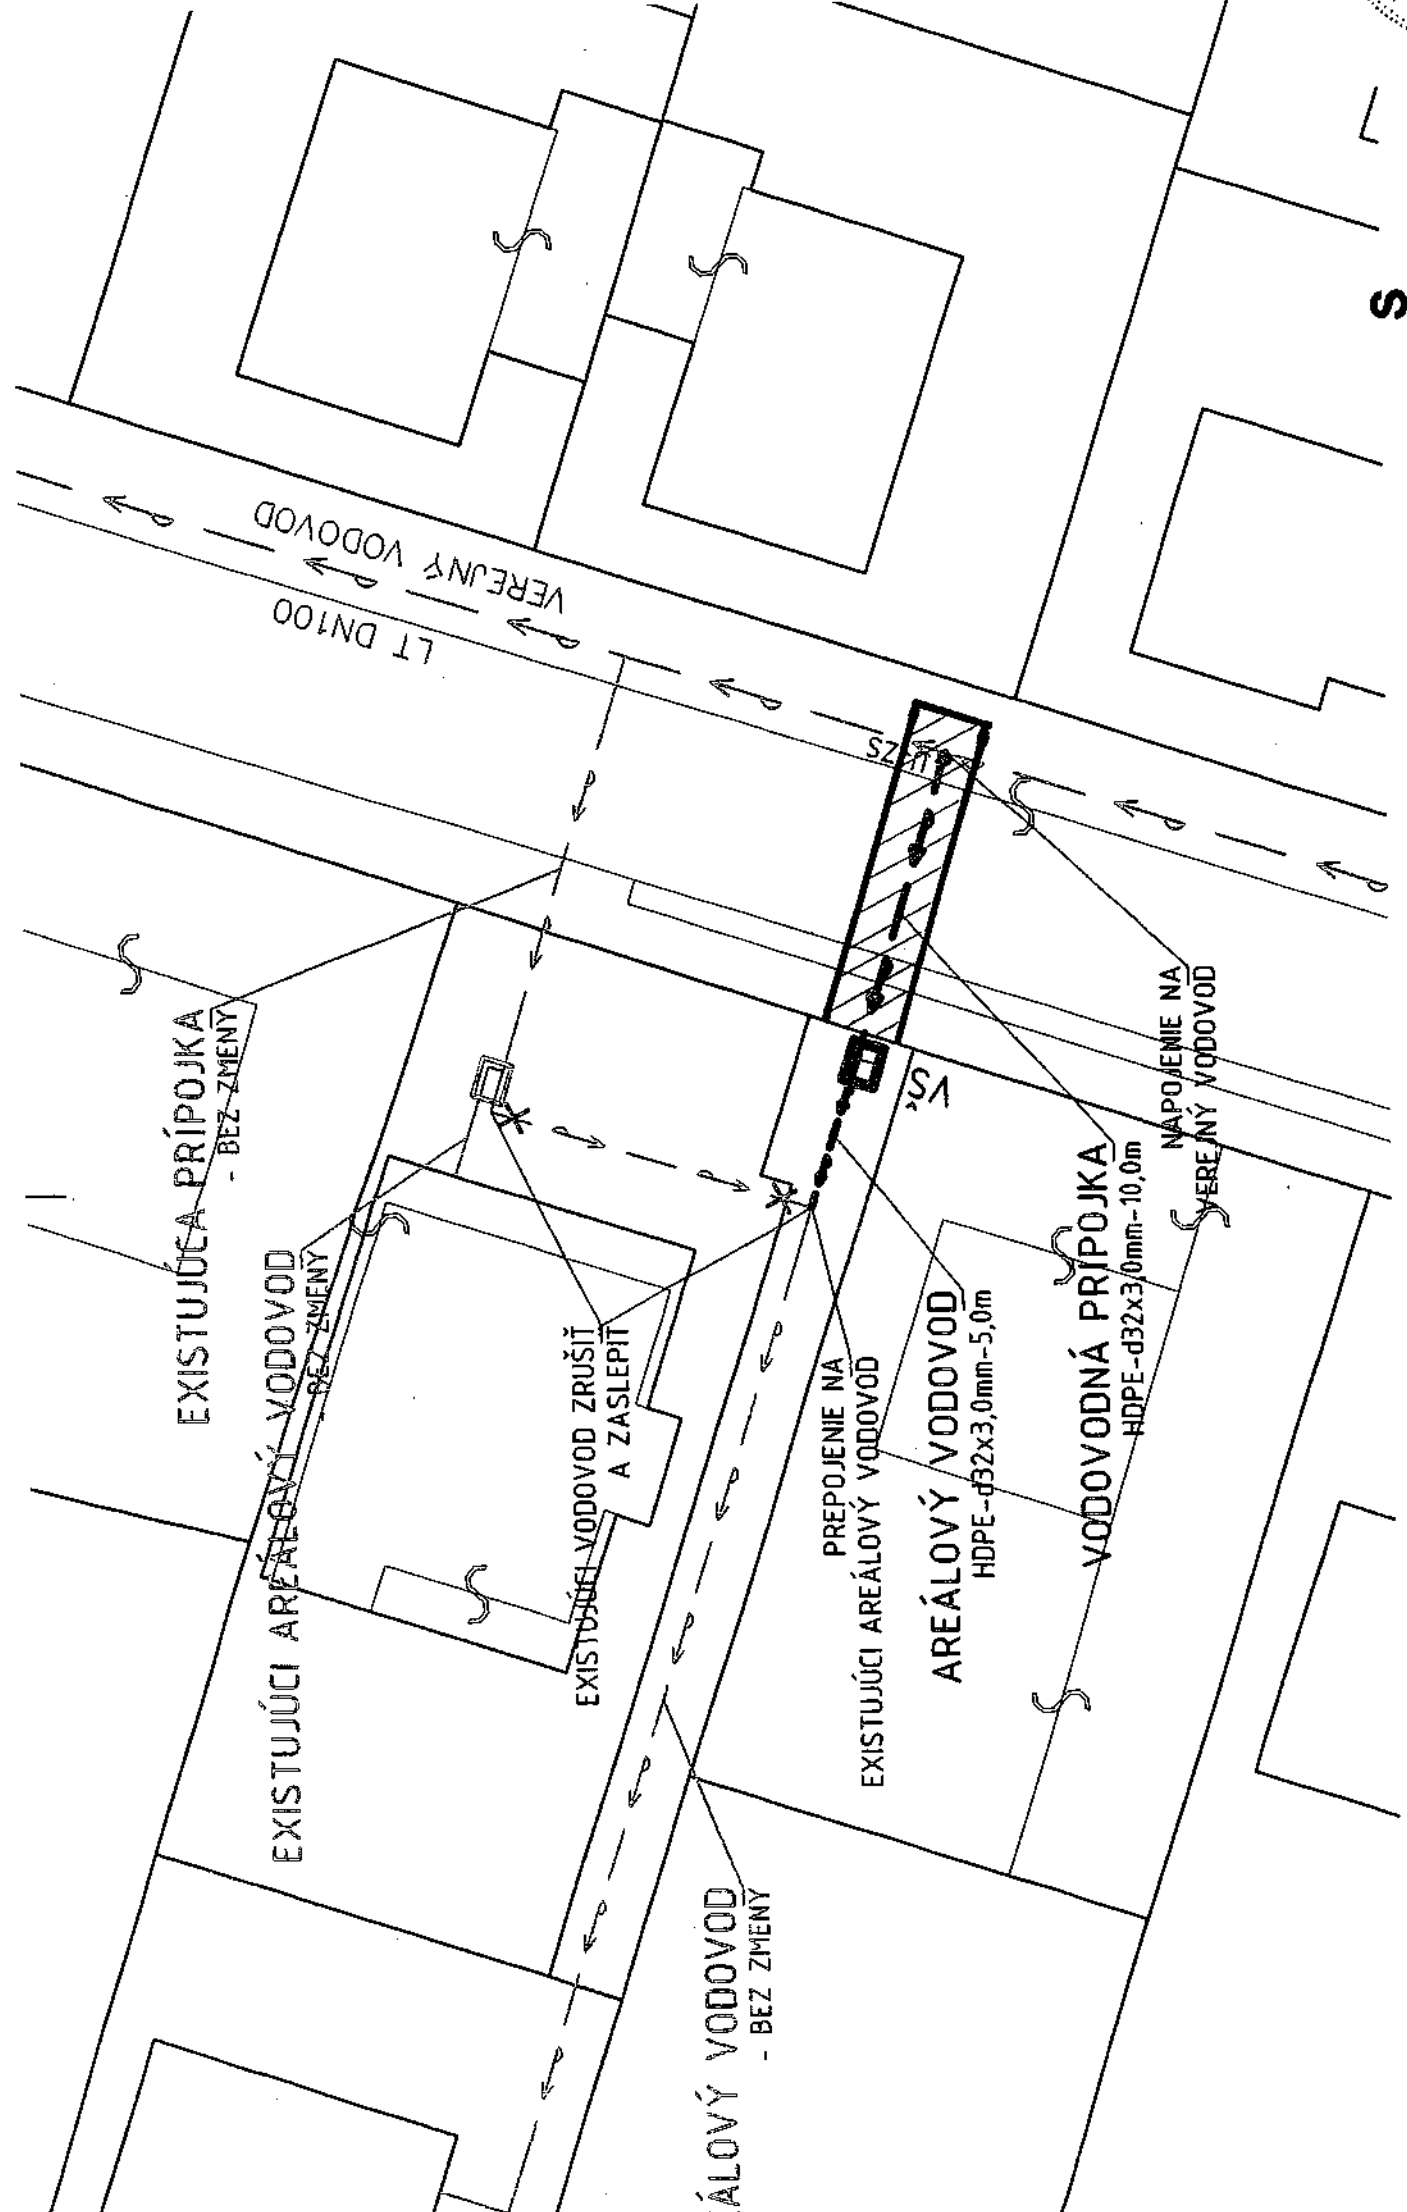 VEREJNÝ VODOVOD
LT DN100
S
EXISTUJÚCA PRÍPOJKA
- BEZ ZMENY
EXISTUJÚCI AREÁLOVÝ VODOVOD
- BEZ ZMENY
EXISTUJÚCI VODOVOD ZRUŠIŤ
A ZASLEPIŤ
VŠ
PREPOJENIE NA
EXISTUJÚCI AREÁLOVÝ VODOVOD
AREÁLOVÝ VODOVOD
HDPE-d32x3,0mm-5,0m
VODOVODNÁ PRÍPOJKA
HDPE-d32x3,0mm-10,0m
NAPOJENIE NA
VEREJNÝ VODOVOD
ÁLOVÝ VODOVOD
- BEZ ZMENY